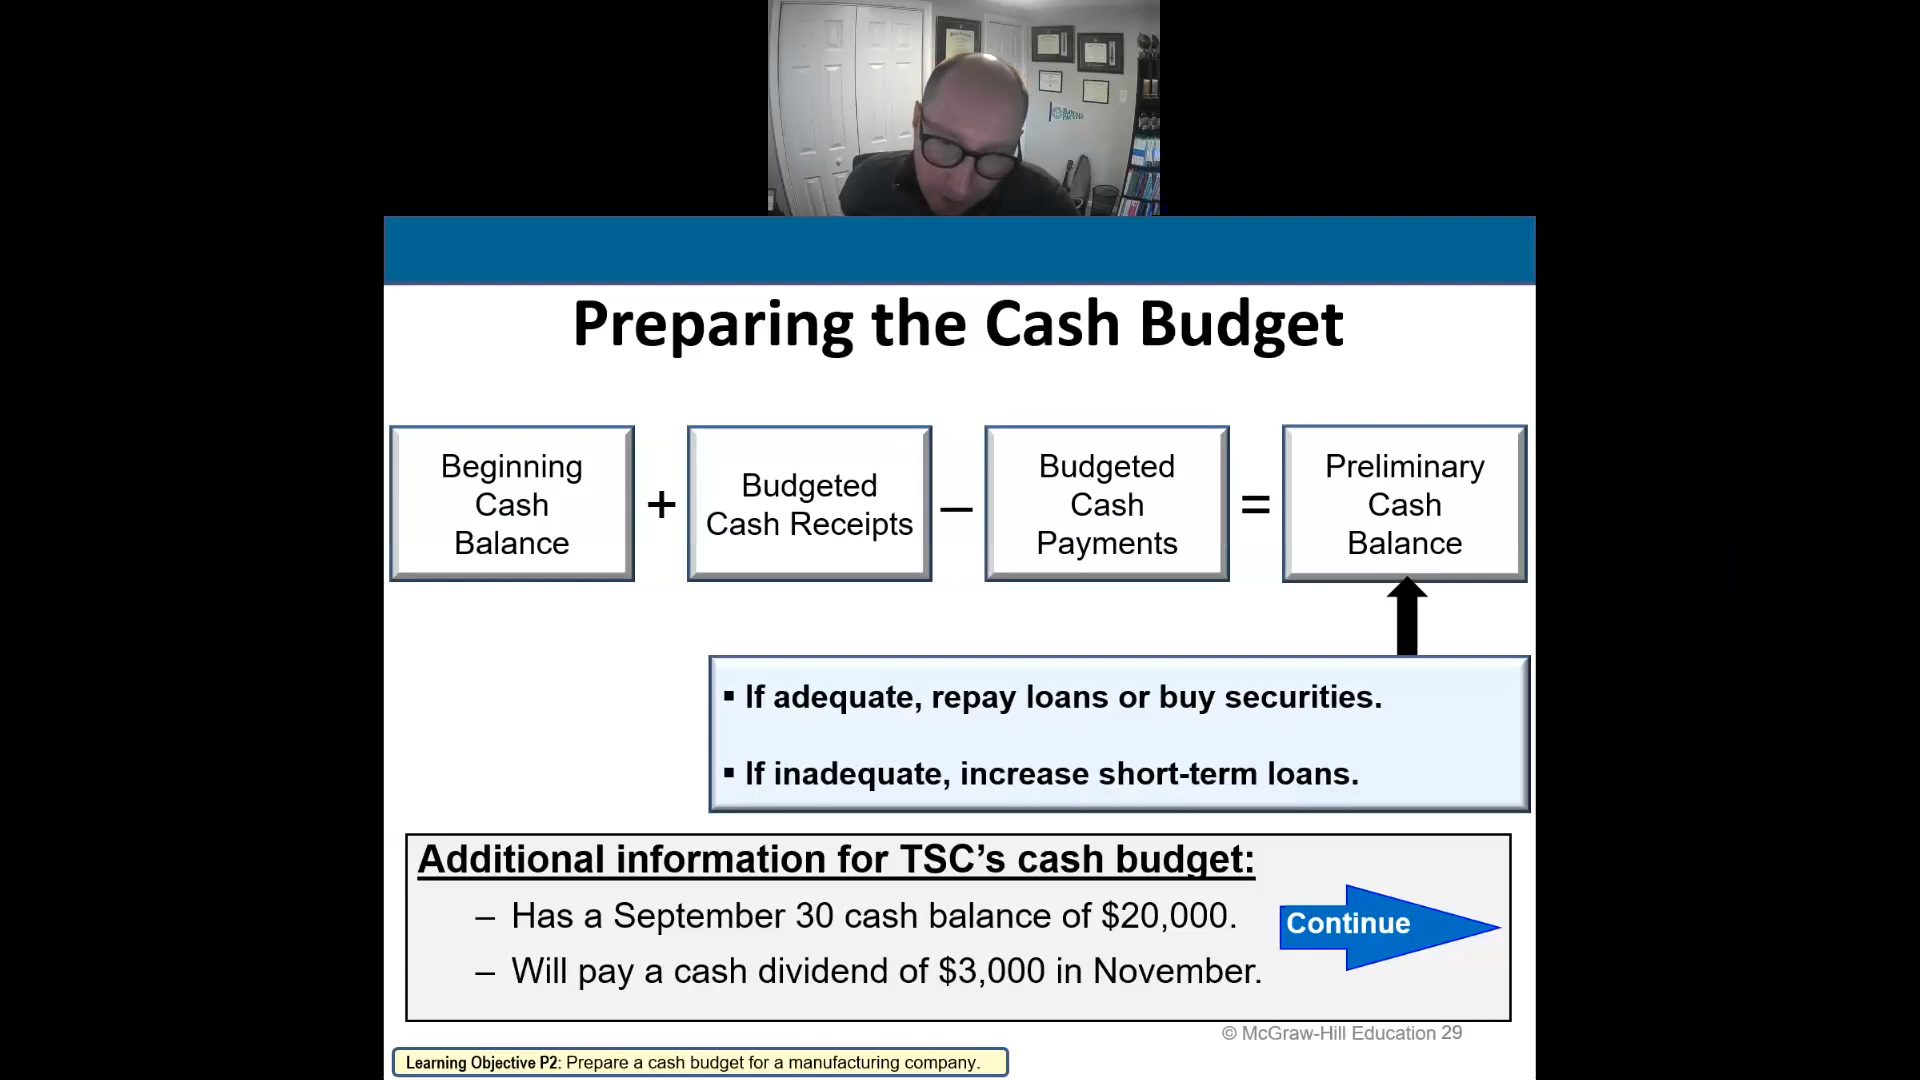 Preparing the Cash Budget
Beginning
Cash
Balance
+
Budgeted
Cash Receipts
–
Budgeted
Cash
Payments
=
Preliminary
Cash
Balance
▪ If adequate, repay loans or buy securities.
▪ If inadequate, increase short-term loans.
Additional information for TSC’s cash budget:
– Has a September 30 cash balance of $20,000.
– Will pay a cash dividend of $3,000 in November.
Continue
© McGraw-Hill Education 29
Learning Objective P2: Prepare a cash budget for a manufacturing company.